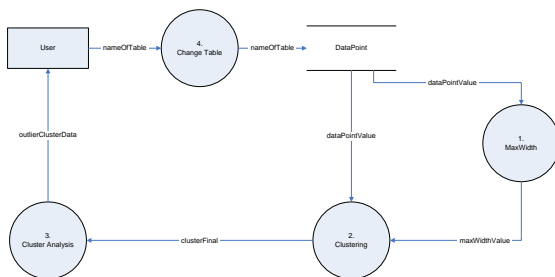 User
nameOfTable
4.
Change Table
nameOfTable
DataPoint
dataPointValue
outlierClusterData
dataPointValue
1.
MaxWidth
3.
Cluster Analysis
clusterFinal
2.
Clustering
maxWidthValue